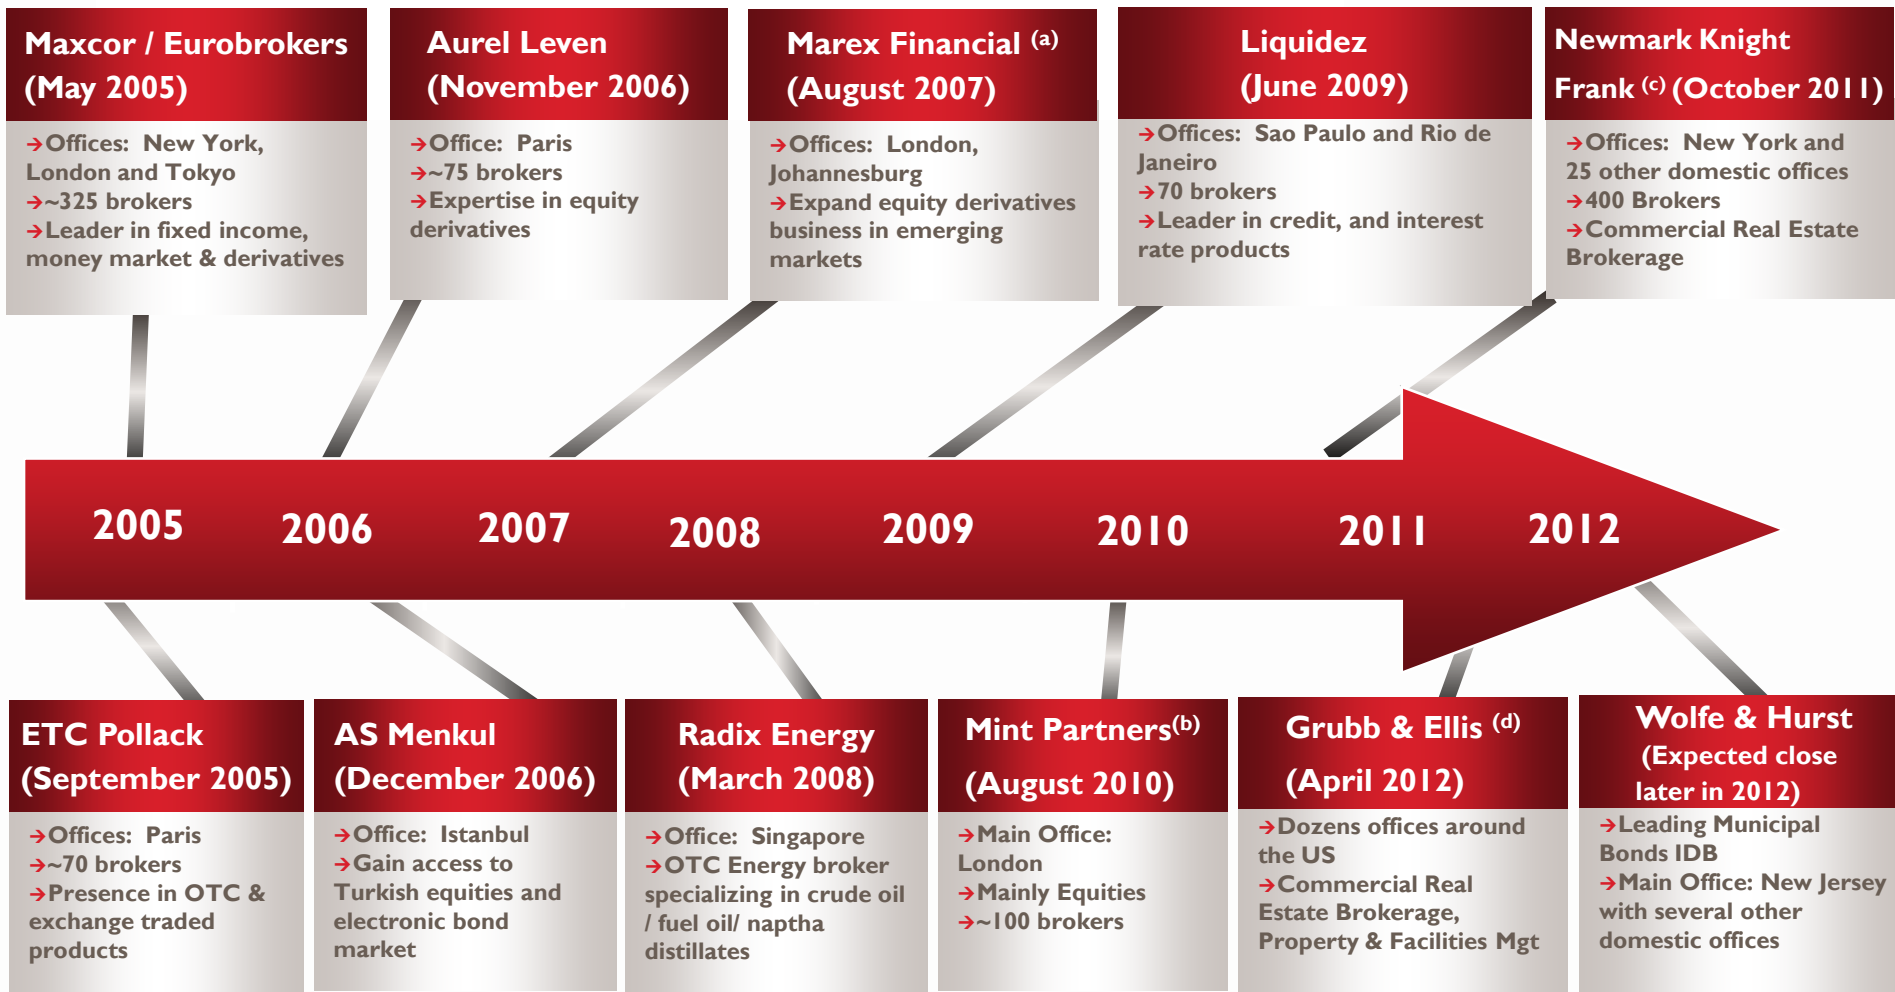 Maxcor / Eurobrokers
(May 2005)
→Offices:  New York,
London and Tokyo
→~325 brokers
→Leader in fixed income,
money market & derivatives
Aurel Leven
(November 2006)
→Office:  Paris
→~75 brokers
→Expertise in equity
derivatives
Marex Financial (a)
(August 2007)
→Offices:  London,
Johannesburg
→Expand equity derivatives
business in emerging
markets
Liquidez
(June 2009)
→Offices:  Sao Paulo and Rio de
Janeiro
→70 brokers
→Leader in credit, and interest
rate products
Newmark Knight
Frank (c) (October 2011)
→Offices:  New York and
25 other domestic offices
→400 Brokers
→Commercial Real Estate
Brokerage
2005 2006 2007 2008 2009 2010 2011 2012
ETC Pollack
(September 2005)
→Offices:  Paris
→~70 brokers
→Presence in OTC &
exchange traded
products
AS Menkul
(December 2006)
→Office:  Istanbul
→Gain access to
Turkish equities and
electronic bond
market
Radix Energy
(March 2008)
→Office:  Singapore
→OTC Energy broker
specializing in crude oil
/ fuel oil/ naptha
distillates
Mint Partners(b)
(August 2010)
→Main Office:
London
→Mainly Equities
→~100 brokers
Grubb & Ellis (d)
(April 2012)
→Dozens offices around
the US
→Commercial Real
Estate Brokerage,
Property & Facilities Mgt
Wolfe & Hurst
(Expected close
later in 2012)
→Leading Municipal
Bonds IDB
→Main Office: New Jersey
with several other
domestic offices